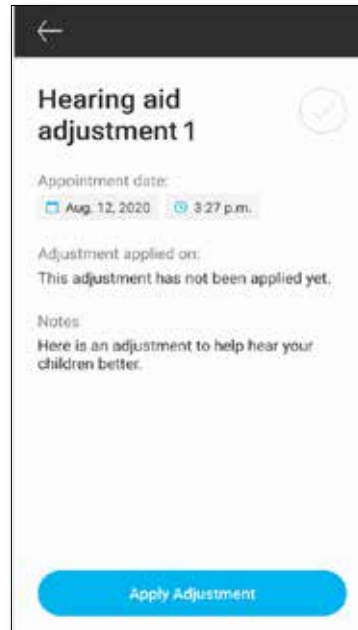 Hearing aid
adjustment 1
Appointment date:
Aug. 12, 2020 3:27 p.m.
Adjustment applied on:
This adjustment has not been applied yet.
Notes
Here is an adjustment to help hear your
children better.
Apply Adjustment